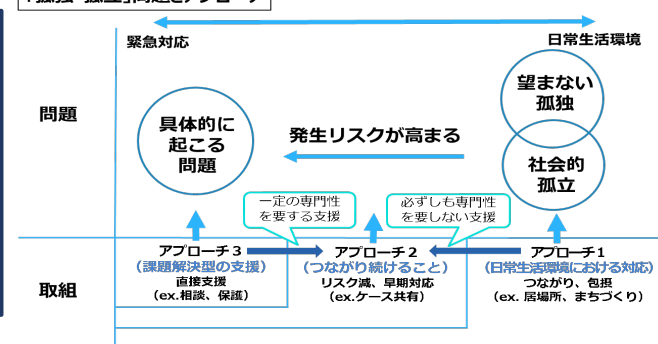 緊急対応
日常生活環境
問題
具体的に
起こる
問題
発生リスクが高まる
望まない
孤独
社会的
孤立
一定の専門性
を要する支援
必ずしも専門性
を要しない支援
取組
アプローチ3
(課題解決型の支援)
直接支援
(ex.相談、保護)
アプローチ2
(つながり続けること)
リスク減、早期対応
(ex.ケース共有)
アプローチ1
(日常生活環境における対応)
つながり、包摂
(ex. 居場所、まちづくり)